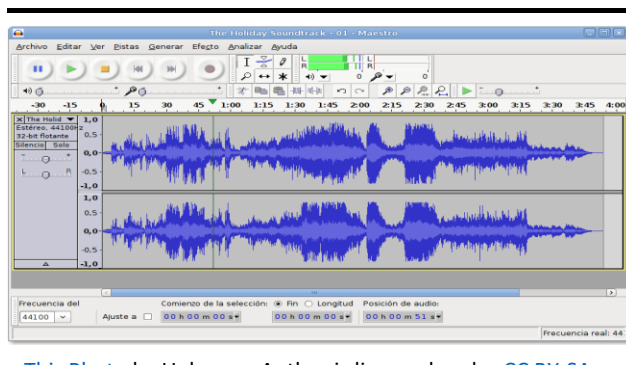 The Holiday Soundtrack - 01 - Maestro
Archivo Editar Ver Pistas Generar Efecto Analizar Ayuda
L R L R
0 0
-30 -15 0 15 30 45 1:00 1:15 1:30 1:45 2:00 2:15 2:30 2:45 3:00 3:15 3:30 3:45 4:00
The Holid
Estéreo, 44100Hz
32-bit flotante
Silencio Solo
- +
L R
1,0
0,5
0,0
-0,5
-1,0
1,0
0,5
0,0
-0,5
-1,0
Frecuencia del Comienzo de la selección: Fin Longitud Posición de audio:
44100 Ajuste a 00 h 00 m 00 s 00 h 00 m 00 s 00 h 00 m 51 s
Frecuencia real: 44